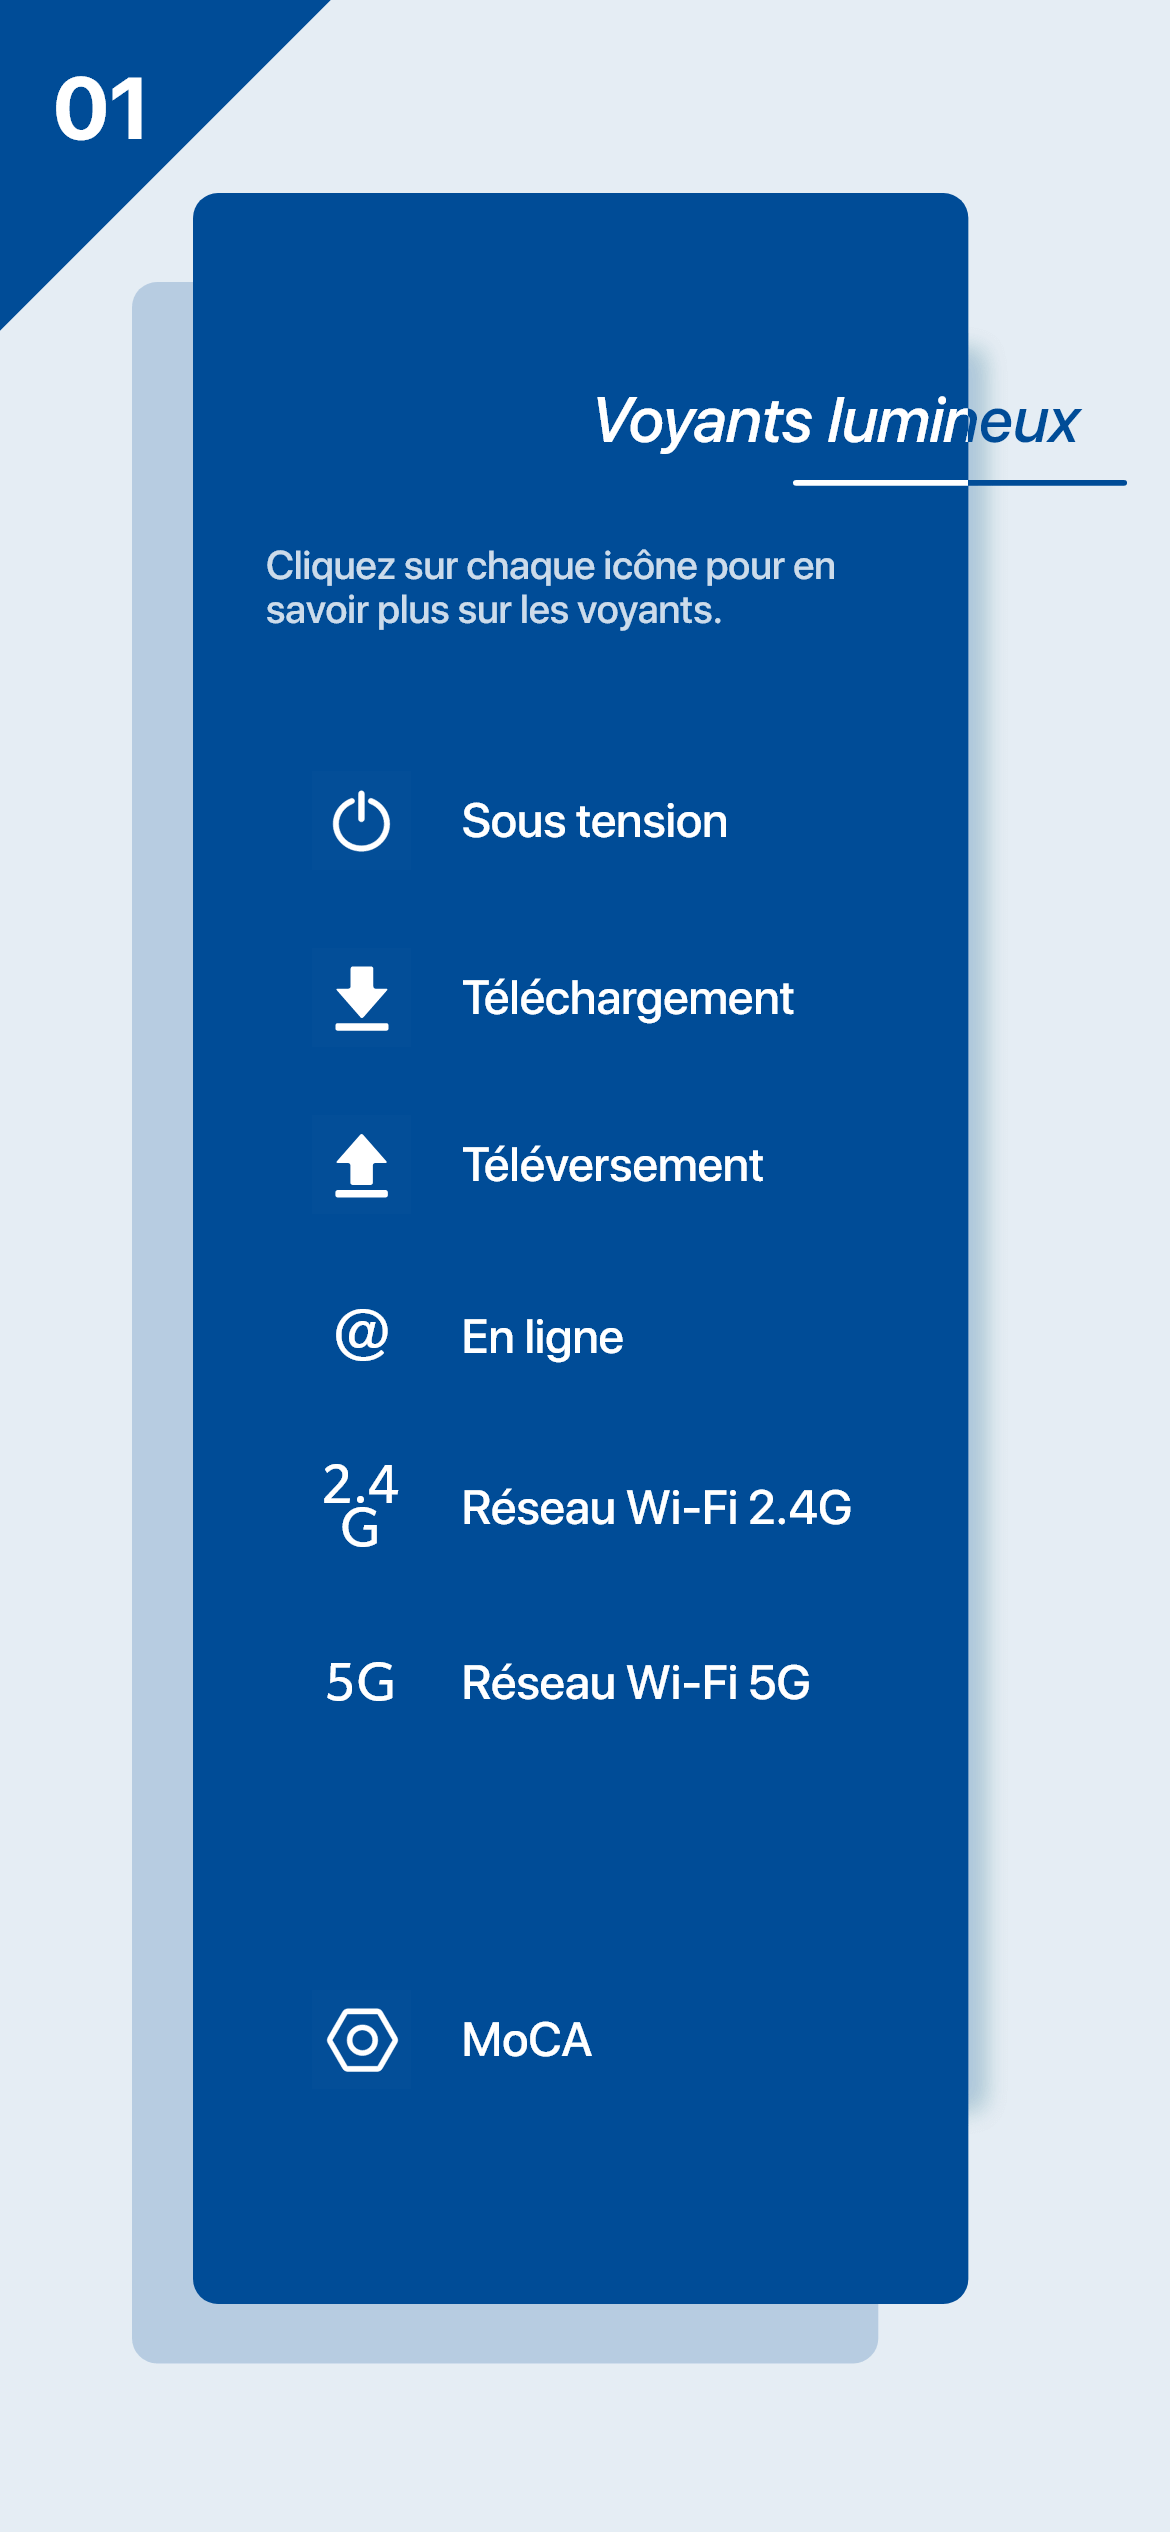 01
Voyants lumineux
Cliquez sur chaque icône pour en
savoir plus sur les voyants.
Sous tension
Téléchargement
Téléversement
@ En ligne
2.4
G
Réseau Wi-Fi 2.4G
5G Réseau Wi-Fi 5G
MoCA